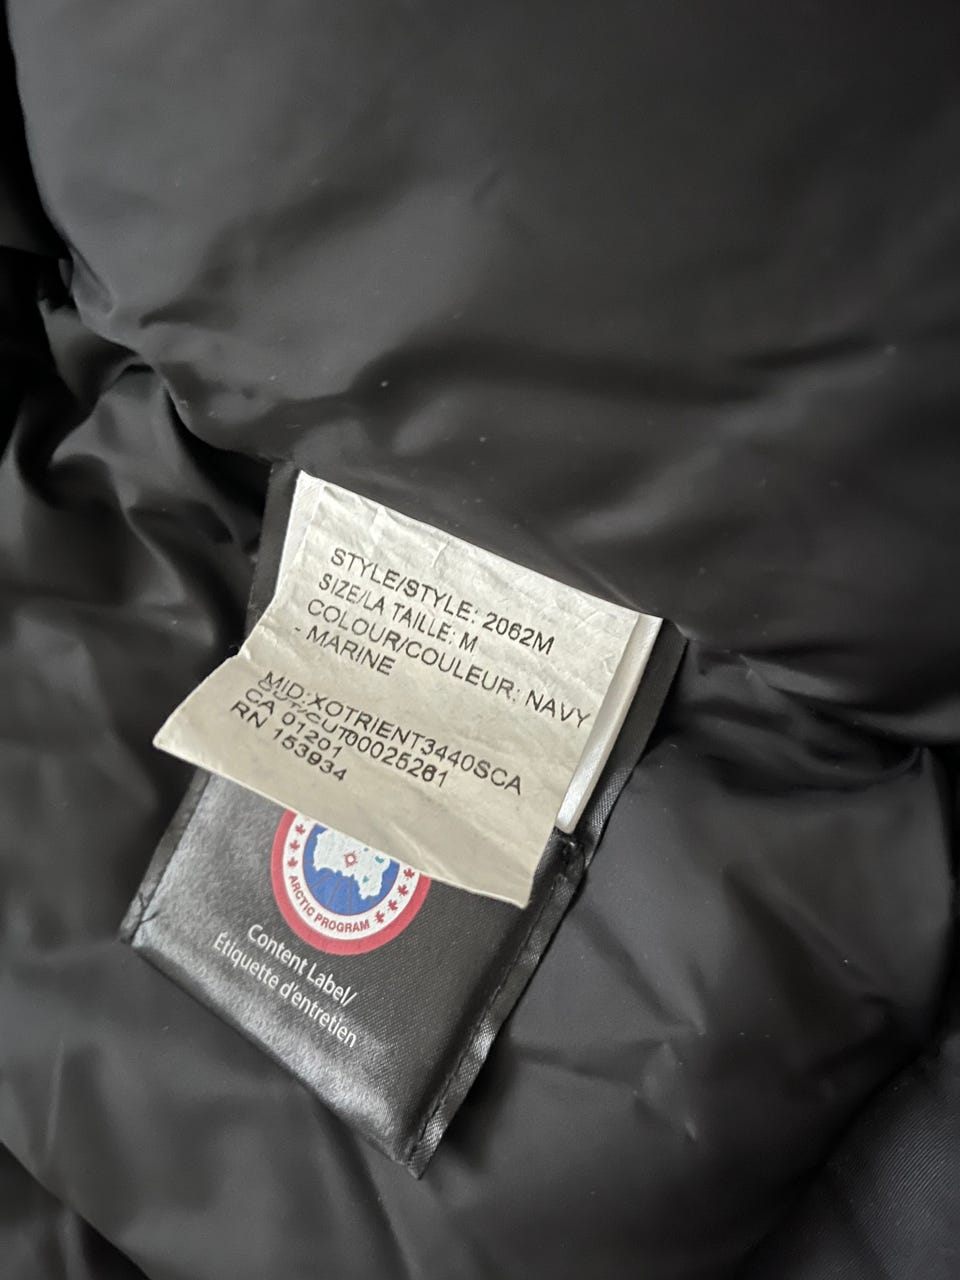 STYLE/STYLE: 2062M
SIZE/LA TAILLE: M
COLOUR/COULEUR: NAVY
- MARINE
MID:XOTRIENT3440SCA
CUT/CUT00025261
CA 01201
RN 153934
ARCTIC PROGRAM
Content Label/
Étiquette d'entretien